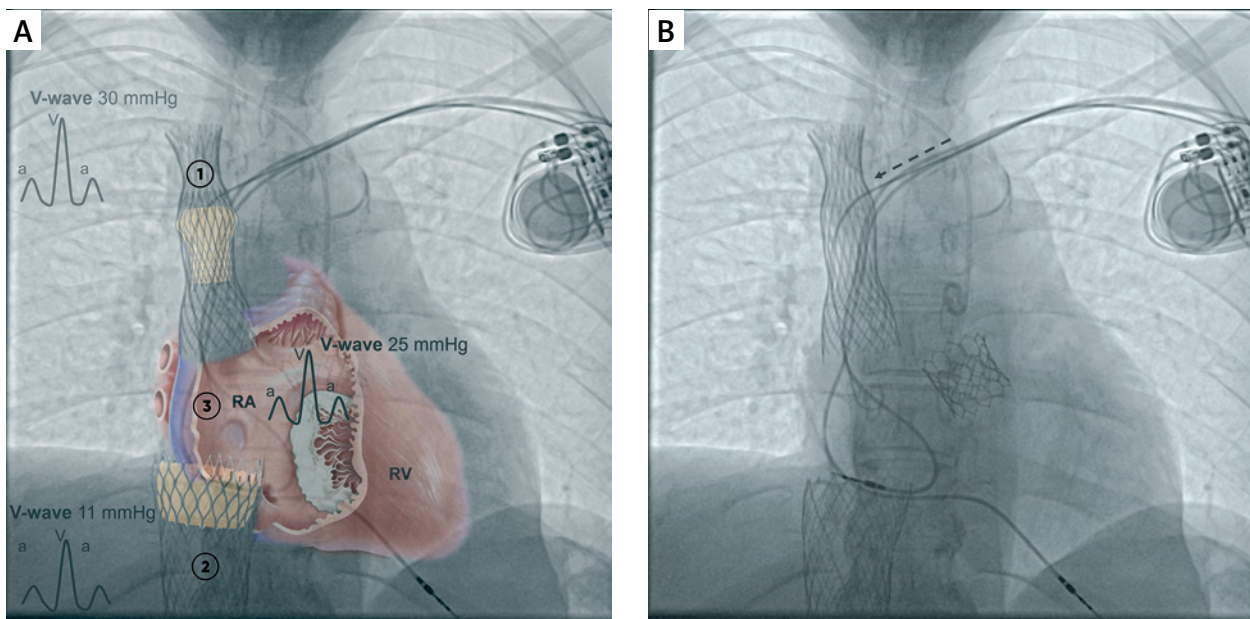 A
V-wave 30 mmHg
V
a a
1
V-wave 25 mmHg
V
a a
3 RA
RV
V-wave 11 mmHg
V
a a
2
B